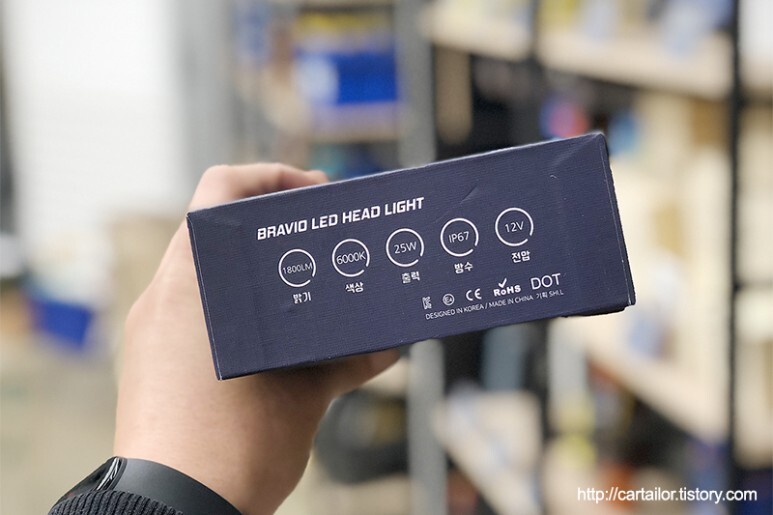 BRAVIO LED HEAD LIGHT
1800LM 6000K 25W IP67 12V
밝기 색상 출력 방수 전압
CE RoHS DOT
DESIGNED IN KOREA / MADE IN CHINA 기획 SHLL
http://cartailor.tistory.com/